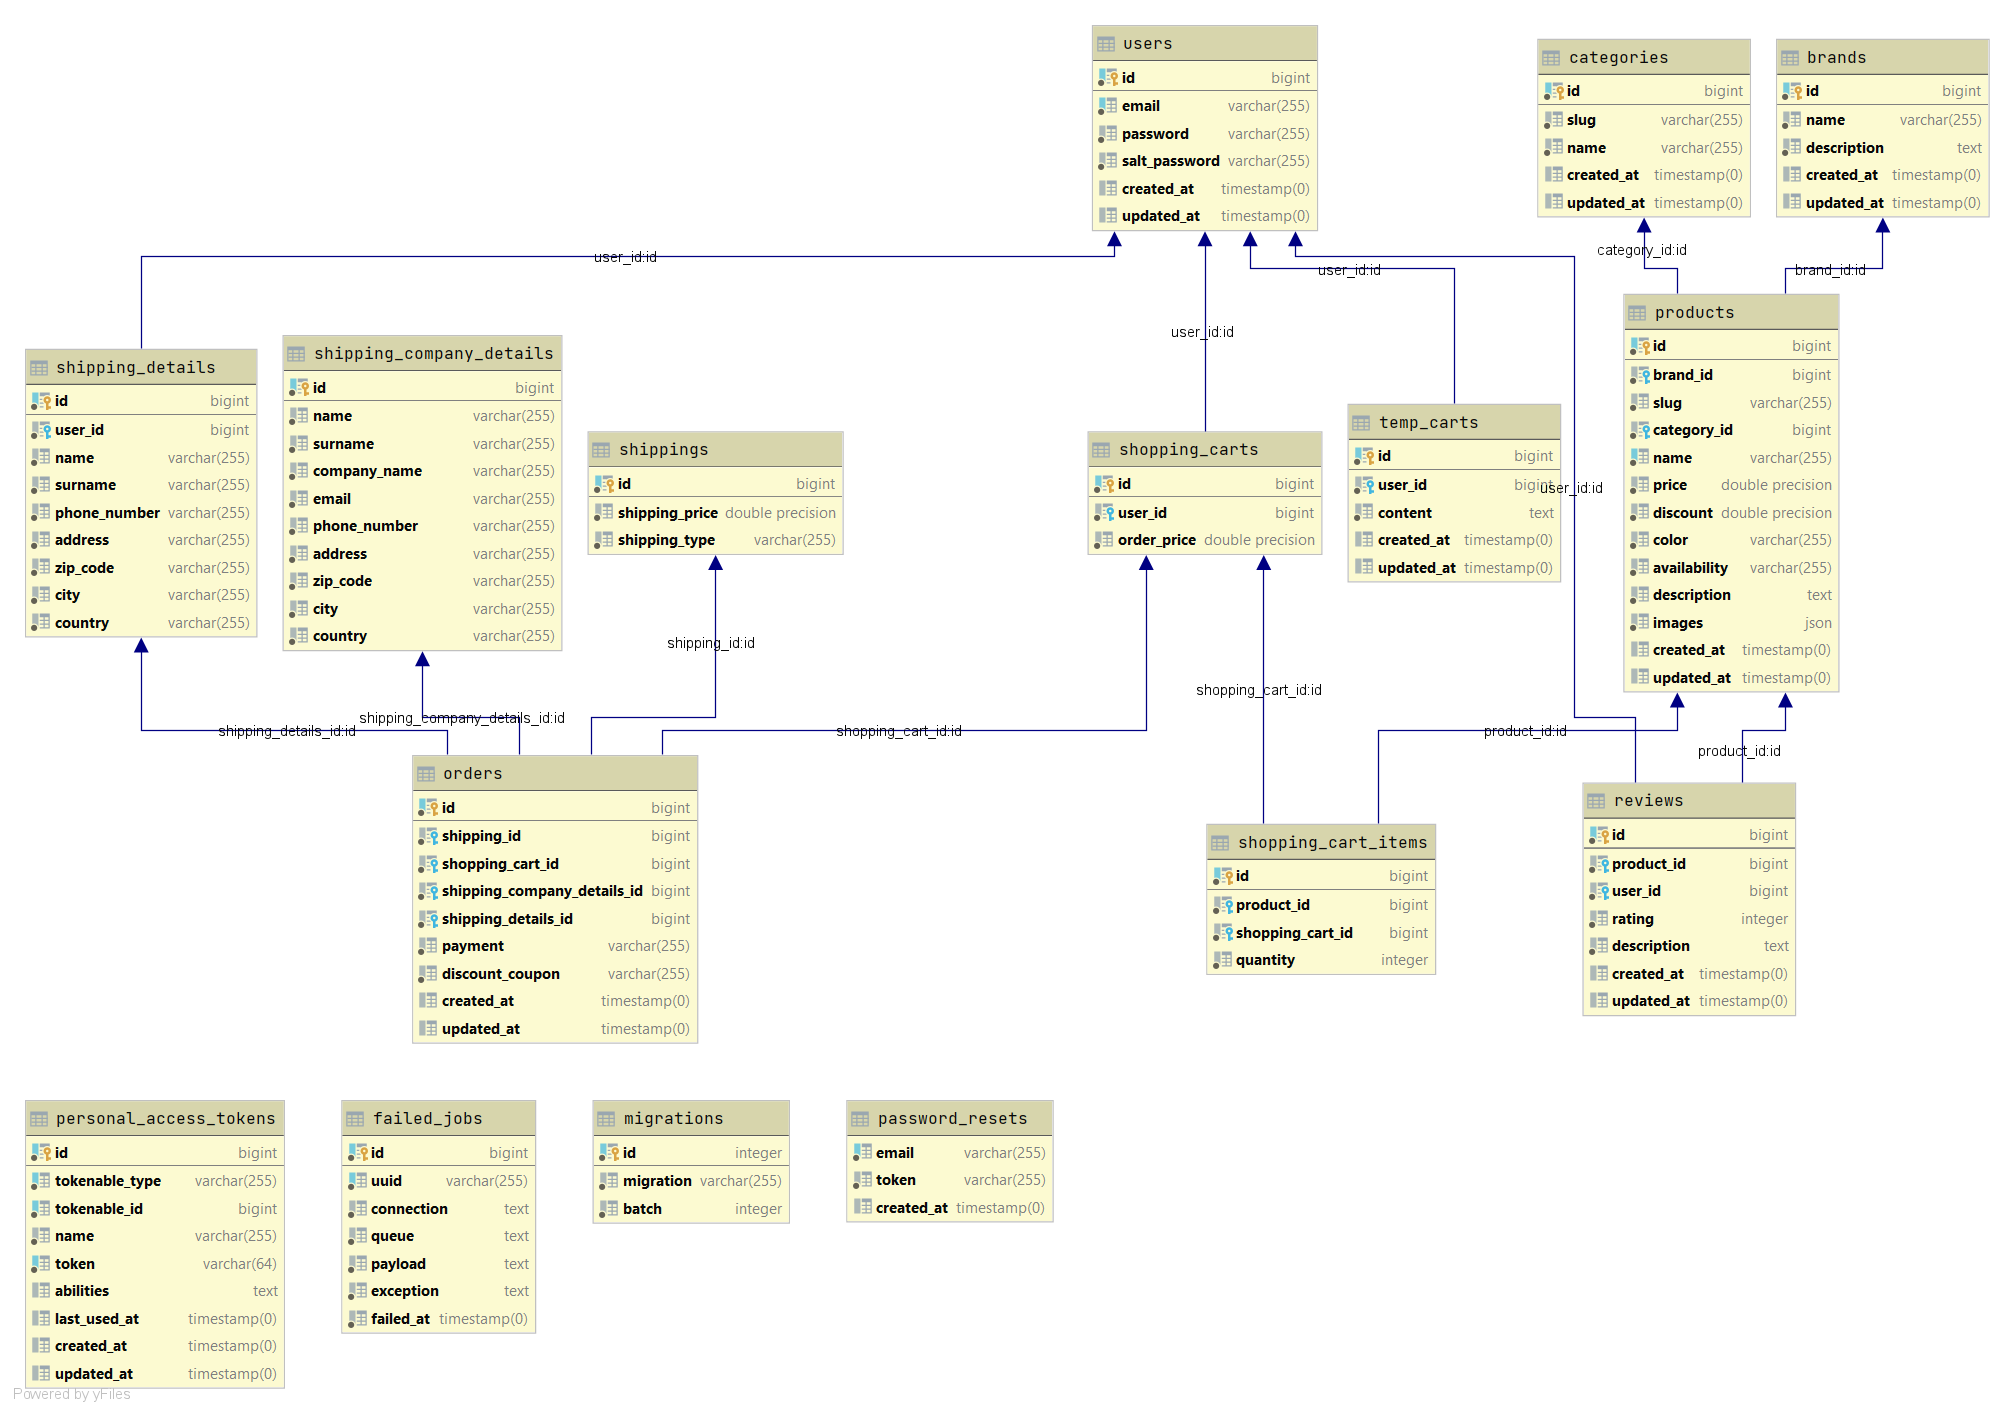 users
id bigint
email varchar(255)
password varchar(255)
salt_password varchar(255)
created_at timestamp(0)
updated_at timestamp(0)
categories
id bigint
slug varchar(255)
name varchar(255)
created_at timestamp(0)
updated_at timestamp(0)
brands
id bigint
name varchar(255)
description text
created_at timestamp(0)
updated_at timestamp(0)
user_id:id
user_id:id
user_id:id
user_id:id
category_id:id
brand_id:id
shipping_details
id bigint
user_id bigint
name varchar(255)
surname varchar(255)
phone_number varchar(255)
address varchar(255)
zip_code varchar(255)
city varchar(255)
country varchar(255)
shipping_company_details
id bigint
name varchar(255)
surname varchar(255)
company_name varchar(255)
email varchar(255)
phone_number varchar(255)
address varchar(255)
zip_code varchar(255)
city varchar(255)
country varchar(255)
shippings
id bigint
shipping_price double precision
shipping_type varchar(255)
shopping_carts
id bigint
user_id bigint
order_price double precision
temp_carts
id bigint
user_id bigint
content text
created_at timestamp(0)
updated_at timestamp(0)
products
id bigint
brand_id bigint
slug varchar(255)
category_id bigint
name varchar(255)
price double precision
discount double precision
color varchar(255)
availability varchar(255)
description text
images json
created_at timestamp(0)
updated_at timestamp(0)
shipping_details_id:id
shipping_company_details_id:id
shipping_id:id
shopping_cart_id:id
shopping_cart_id:id
product_id:id
product_id:id
orders
id bigint
shipping_id bigint
shopping_cart_id bigint
shipping_company_details_id bigint
shipping_details_id bigint
payment varchar(255)
discount_coupon varchar(255)
created_at timestamp(0)
updated_at timestamp(0)
shopping_cart_items
id bigint
product_id bigint
shopping_cart_id bigint
quantity integer
reviews
id bigint
product_id bigint
user_id bigint
rating integer
description text
created_at timestamp(0)
updated_at timestamp(0)
personal_access_tokens
id bigint
tokenable_type varchar(255)
tokenable_id bigint
name varchar(255)
token varchar(64)
abilities text
last_used_at timestamp(0)
created_at timestamp(0)
updated_at timestamp(0)
failed_jobs
id bigint
uuid varchar(255)
connection text
queue text
payload text
exception text
failed_at timestamp(0)
migrations
id integer
migration varchar(255)
batch integer
password_resets
email varchar(255)
token varchar(255)
created_at timestamp(0)
Powered by yFiles